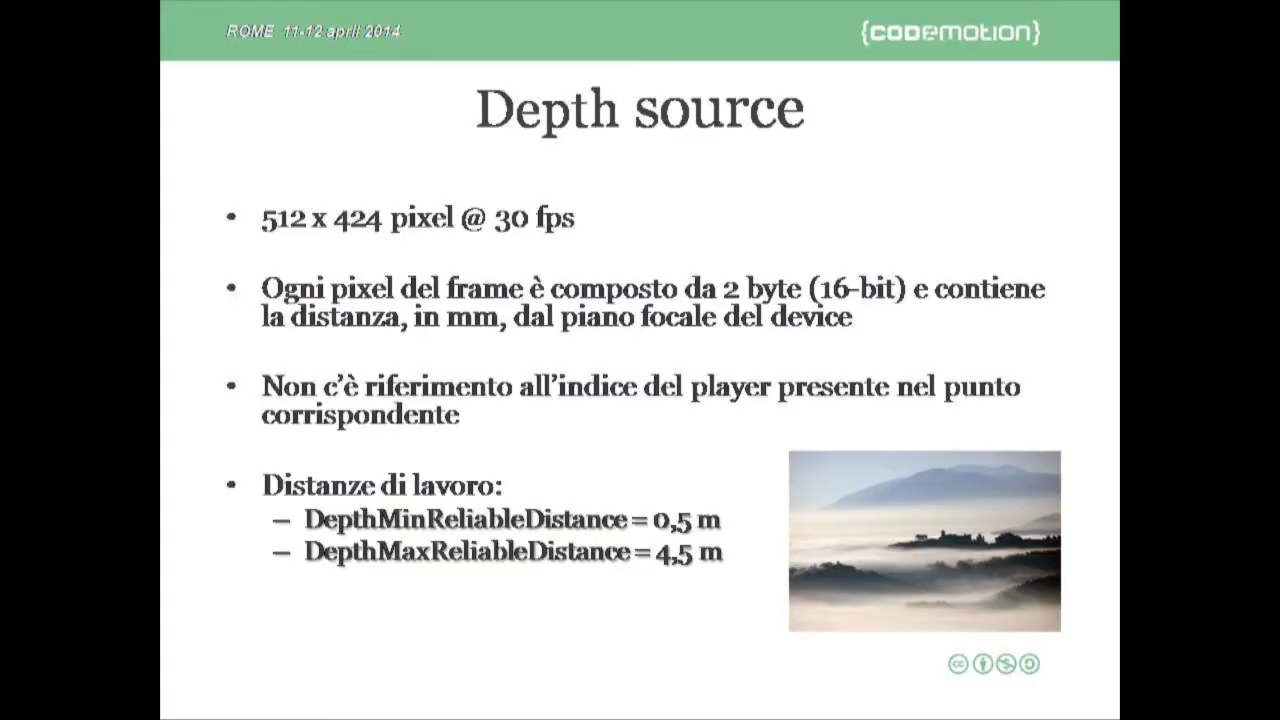 ROME 11-12 april 2014
{codemotion}
Depth source
• 512 x 424 pixel @ 30 fps
• Ogni pixel del frame è composto da 2 byte (16-bit) e contiene
la distanza, in mm, dal piano focale del device
• Non c’è riferimento all’indice del player presente nel punto
corrispondente
• Distanze di lavoro:
– DepthMinReliableDistance = 0,5 m
– DepthMaxReliableDistance = 4,5 m
cc